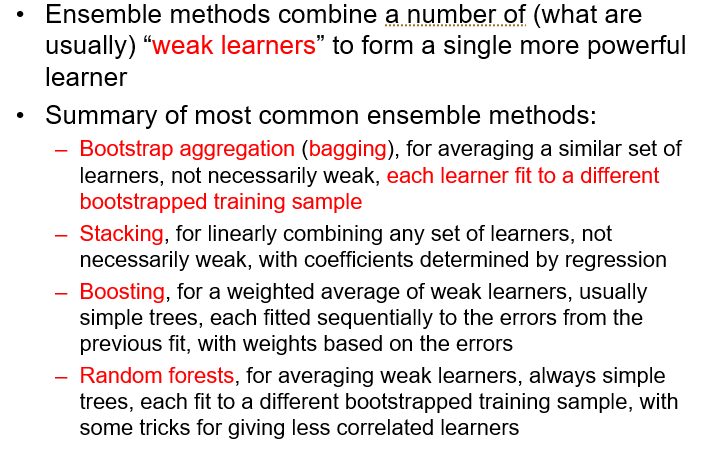 • Ensemble methods combine a number of (what are
usually) “weak learners” to form a single more powerful
learner
• Summary of most common ensemble methods:
– Bootstrap aggregation (bagging), for averaging a similar set of
learners, not necessarily weak, each learner fit to a different
bootstrapped training sample
– Stacking, for linearly combining any set of learners, not
necessarily weak, with coefficients determined by regression
– Boosting, for a weighted average of weak learners, usually
simple trees, each fitted sequentially to the errors from the
previous fit, with weights based on the errors
– Random forests, for averaging weak learners, always simple
trees, each fit to a different bootstrapped training sample, with
some tricks for giving less correlated learners